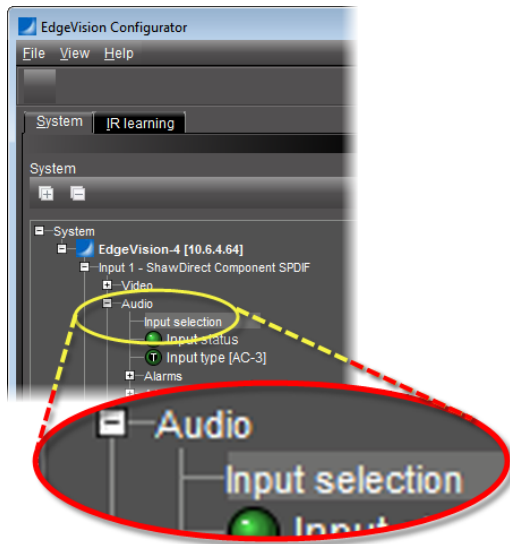 EdgeVision Configurator
File View Help
System IR learning
System
System
EdgeVision-4 [10.6.4.64]
Input 1 - ShawDirect Component SPDIF
Video
Audio
Input selection
Input status
T Input type [AC-3]
Alarms
Audio
Input selection